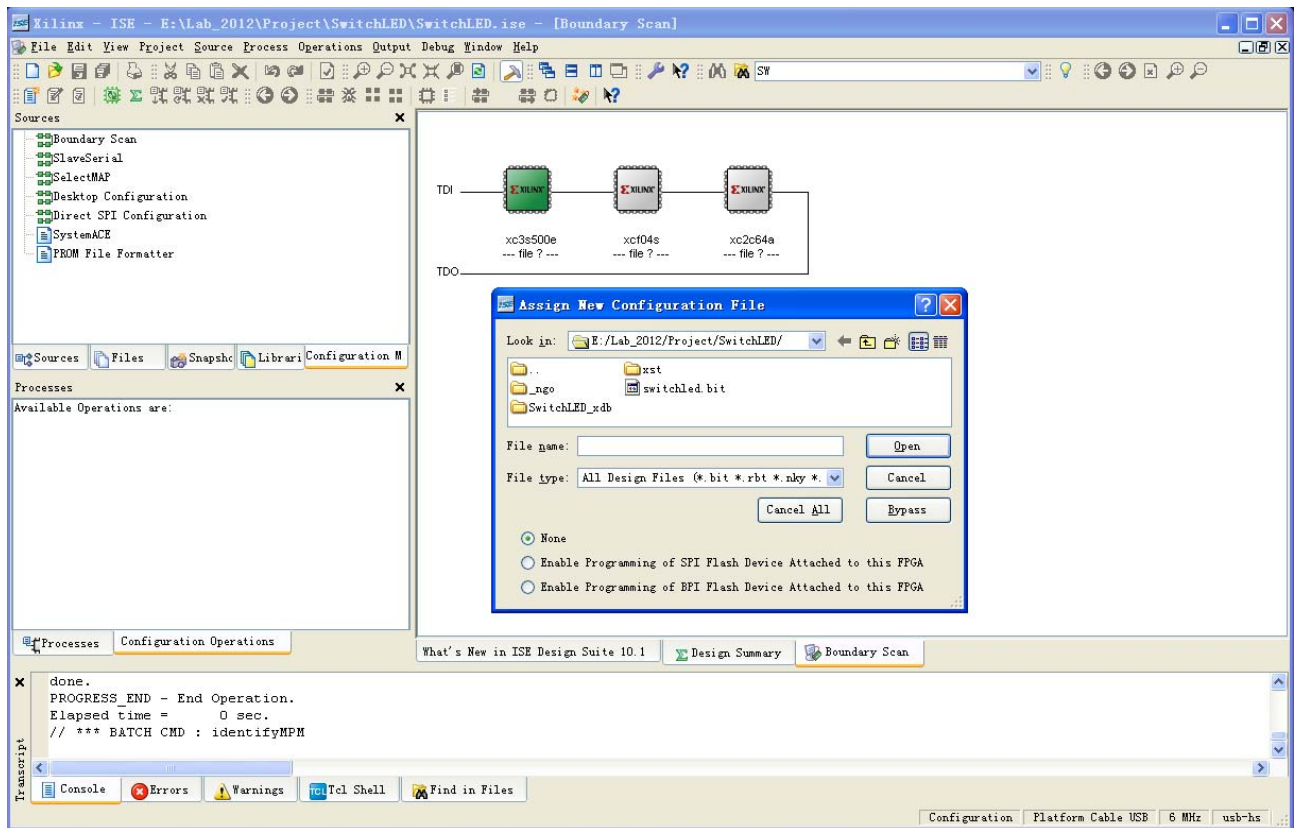 Xilinx - ISE - E:\Lab_2012\Project\SwitchLED\SwitchLED.ise - [Boundary Scan]
File Edit View Project Source Process Operations Output Debug Window Help
SW
Sources
Boundary Scan
SlaveSerial
SelectMAP
Desktop Configuration
Direct SPI Configuration
SystemACE
PROM File Formatter
Sources Files Snapshc Librari Configuration M
Processes
Available Operations are:
Processes Configuration Operations
TDI
XILINX XILINX XILINX
xc3s500e xcf04s xc2c64a
--- file ? --- --- file ? --- --- file ? ---
TDO
ISE Assign New Configuration File
Look in: E:/Lab_2012/Project/SwitchLED/
.. xst
_ngo switchled.bit
SwitchLED_xdb
File name: Open
File type: All Design Files (*.bit *.rbt *.nky *. Cancel
Cancel All Bypass
None
Enable Programming of SPI Flash Device Attached to this FPGA
Enable Programming of BPI Flash Device Attached to this FPGA
What's New in ISE Design Suite 10.1 Design Summary Boundary Scan
done.
PROGRESS_END - End Operation.
Elapsed time = 0 sec.
// *** BATCH CMD : identifyMPM
Transcript
Console Errors Warnings TCL Tcl Shell Find in Files
Configuration Platform Cable USB 6 MHz usb-hs